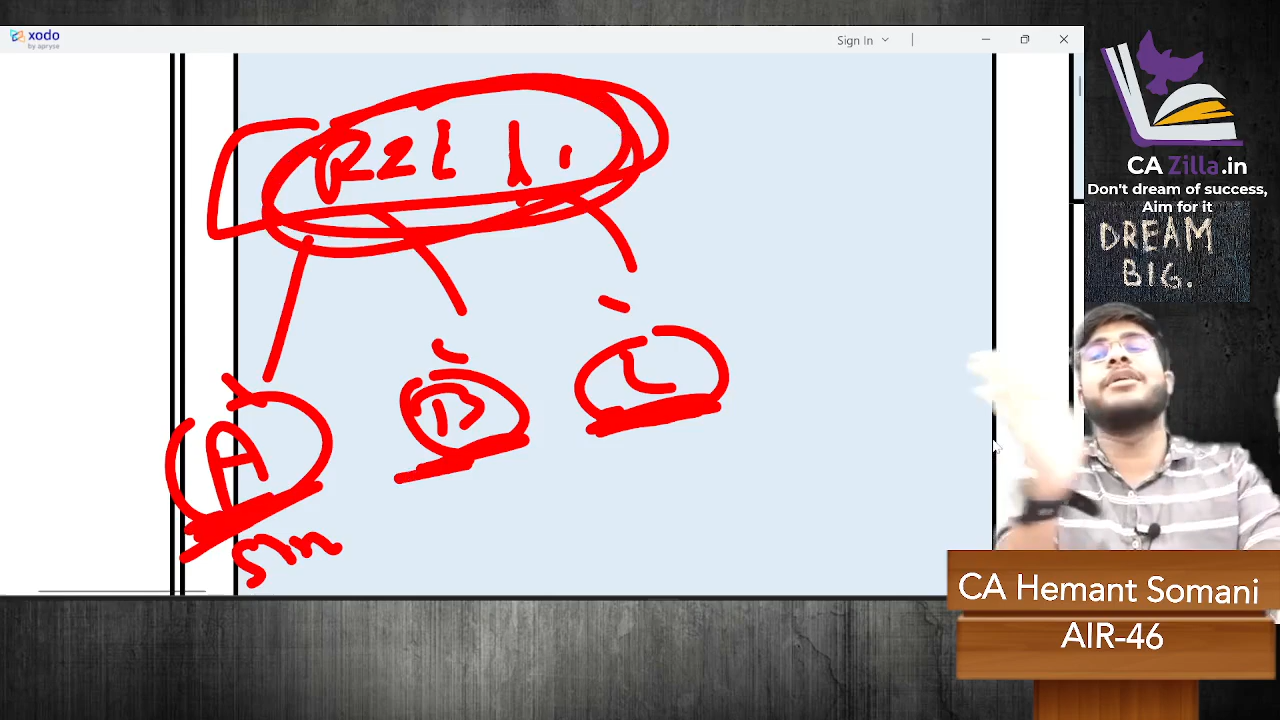 xodo
by apryse
Sign In
CA Zilla.in
Don't dream of success,
Aim for it
DREAM
BIG.
A
B
CA Hemant Somani
AIR-46